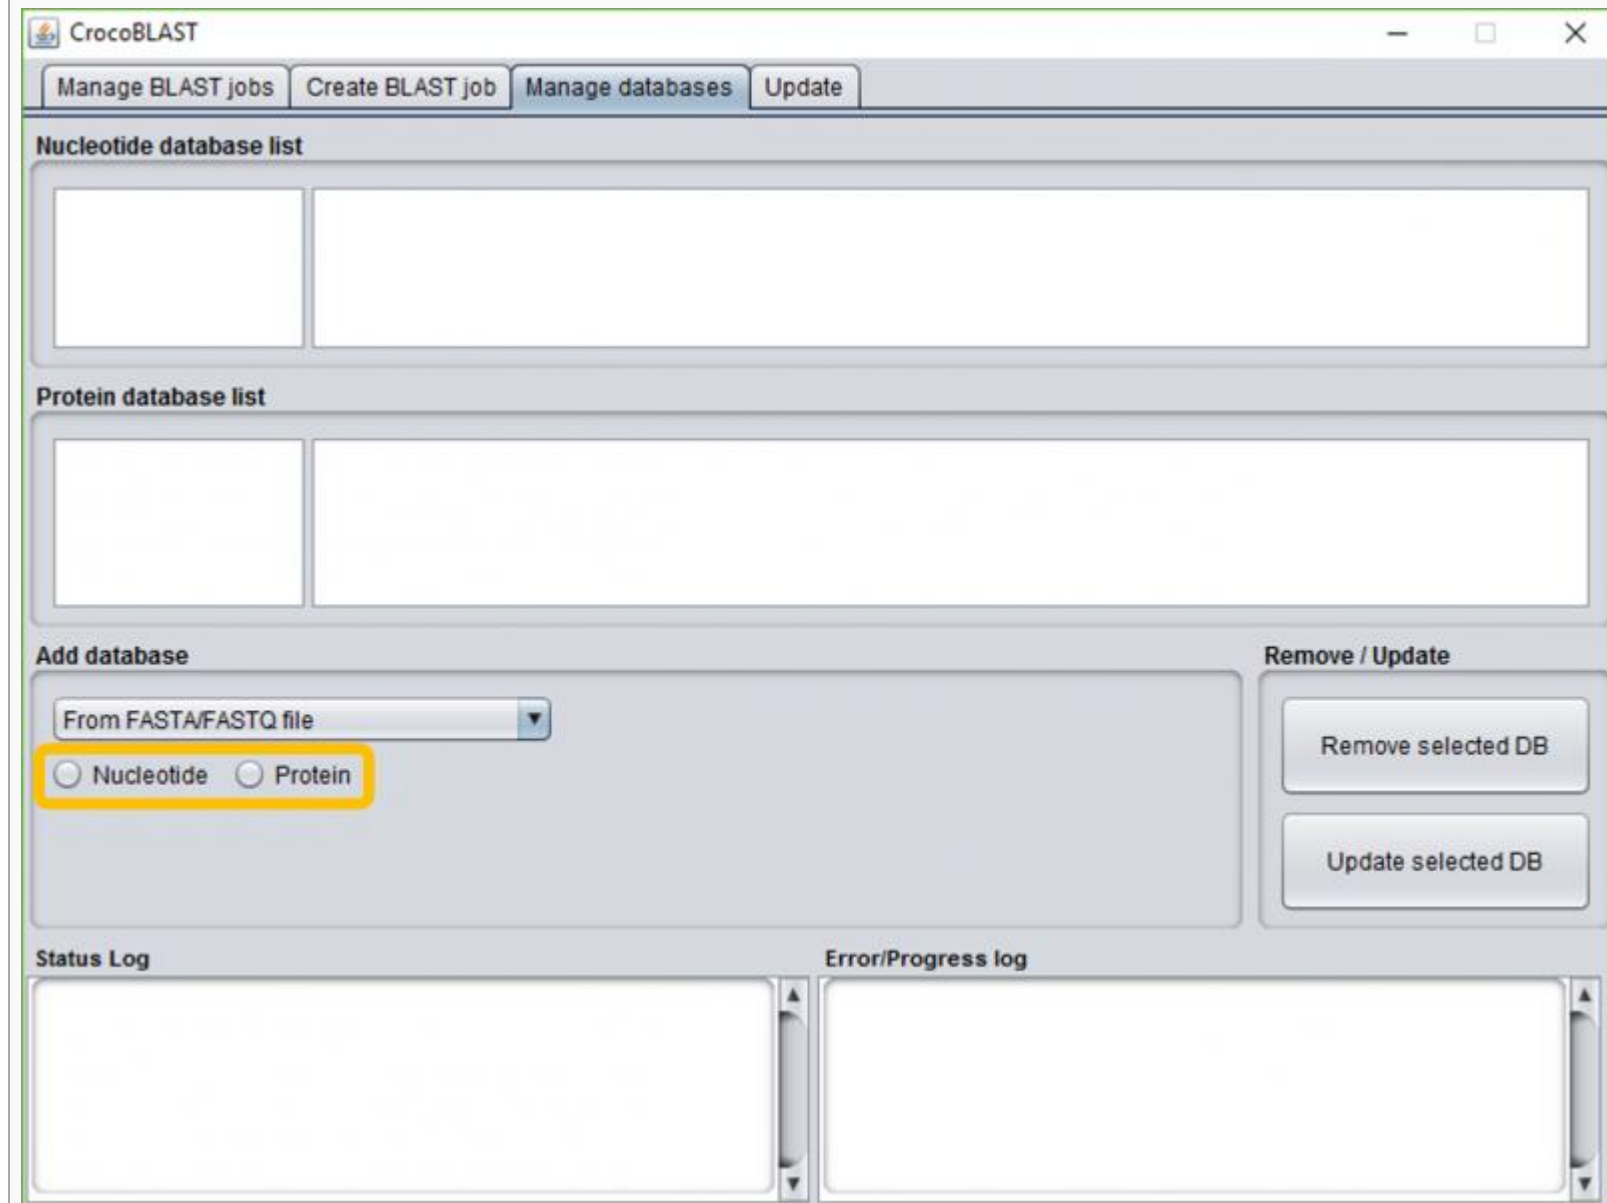 CrocoBLAST
Manage BLAST jobs Create BLAST job Manage databases Update
Nucleotide database list
Protein database list
Add database Remove / Update
From FASTA/FASTQ file
Remove selected DB
Nucleotide Protein
Update selected DB
Status Log Error/Progress log